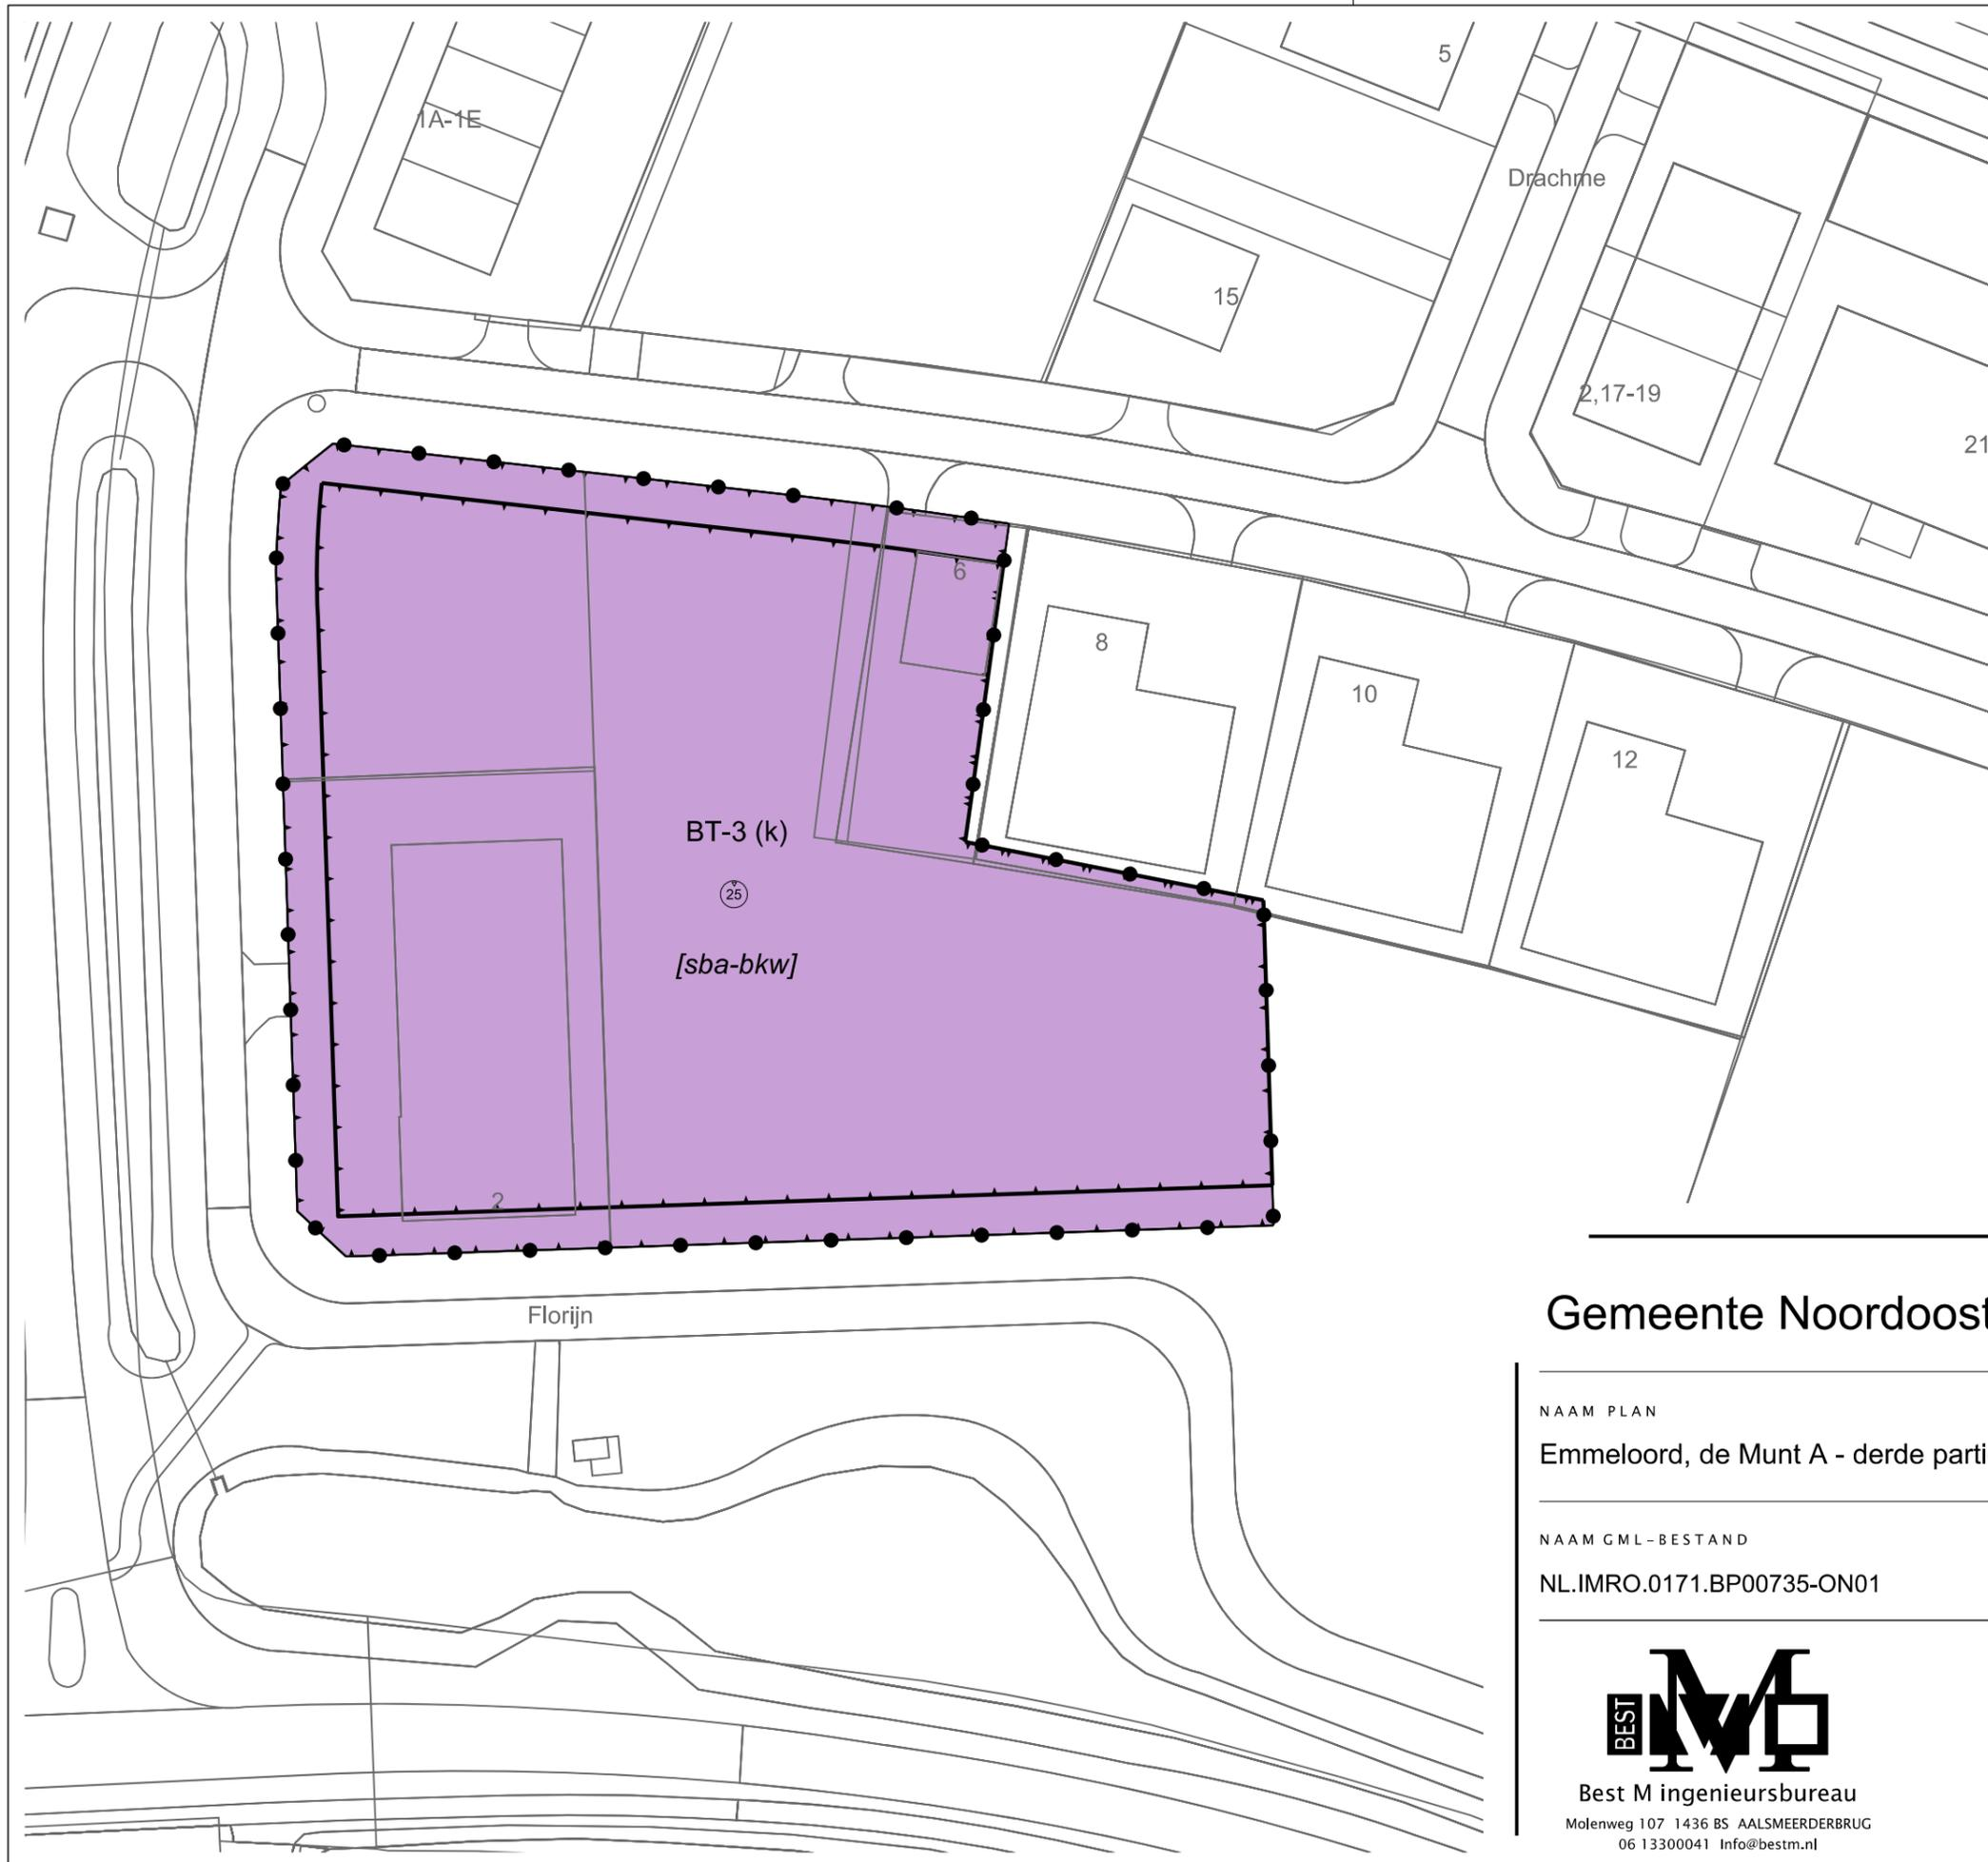 5
1A-1E
Drachme
15
2,17-19
21
6
8
10
12
BT-3 (k)
25
[sba-bkw]
2
Florijn
Gemeente Noordoost
NAAM PLAN
Emmeloord, de Munt A - derde parti
NAAM GML-BESTAND
NL.IMRO.0171.BP00735-ON01
BEST
M
Best M ingenieursbureau
Molenweg 107 1436 BS AALSMEERDERBRUG
06 13300041 Info@bestm.nl